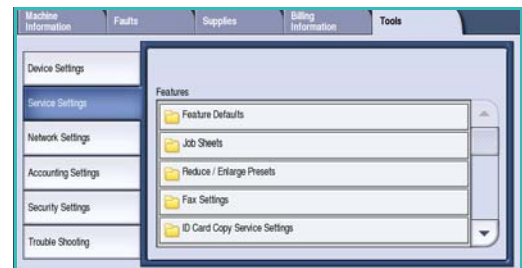 Machine Information
Faults
Supplies
Billing Information
Tools
Device Settings
Service Settings
Network Settings
Accounting Settings
Security Settings
Trouble Shooting
Features
Feature Defaults
Job Sheets
Reduce / Enlarge Presets
Fax Settings
ID Card Copy Service Settings